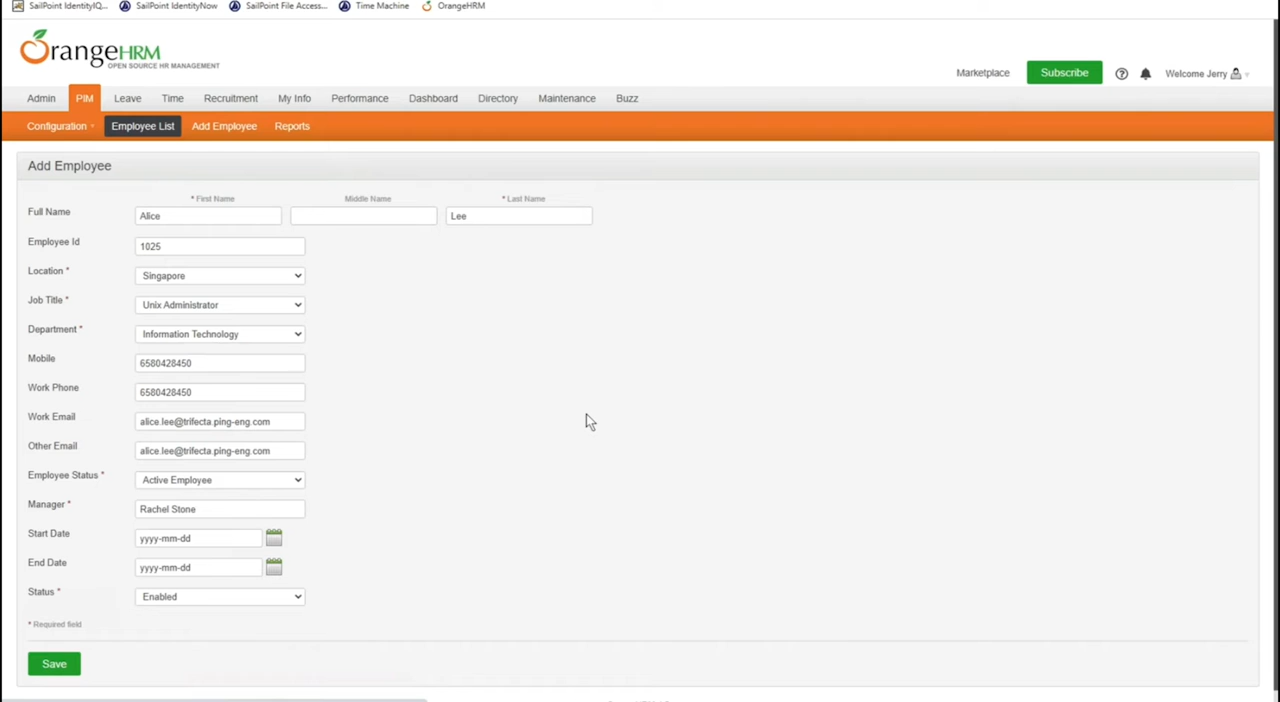 SailPoint IdentityIQ... SailPoint IdentityNow SailPoint File Access... Time Machine OrangeHRM
OrangeHRM
OPEN SOURCE HR MANAGEMENT
Marketplace Subscribe Welcome Jerry
Admin PIM Leave Time Recruitment My Info Performance Dashboard Directory Maintenance Buzz
Configuration Employee List Add Employee Reports
Add Employee
* First Name Middle Name * Last Name
Full Name Alice Lee
Employee Id 1025
Location * Singapore
Job Title * Unix Administrator
Department * Information Technology
Mobile 6580428450
Work Phone 6580428450
Work Email alice.lee@trifecta.ping-eng.com
Other Email alice.lee@trifecta.ping-eng.com
Employee Status * Active Employee
Manager * Rachel Stone
Start Date yyyy-mm-dd
End Date yyyy-mm-dd
Status * Enabled
* Required field
Save